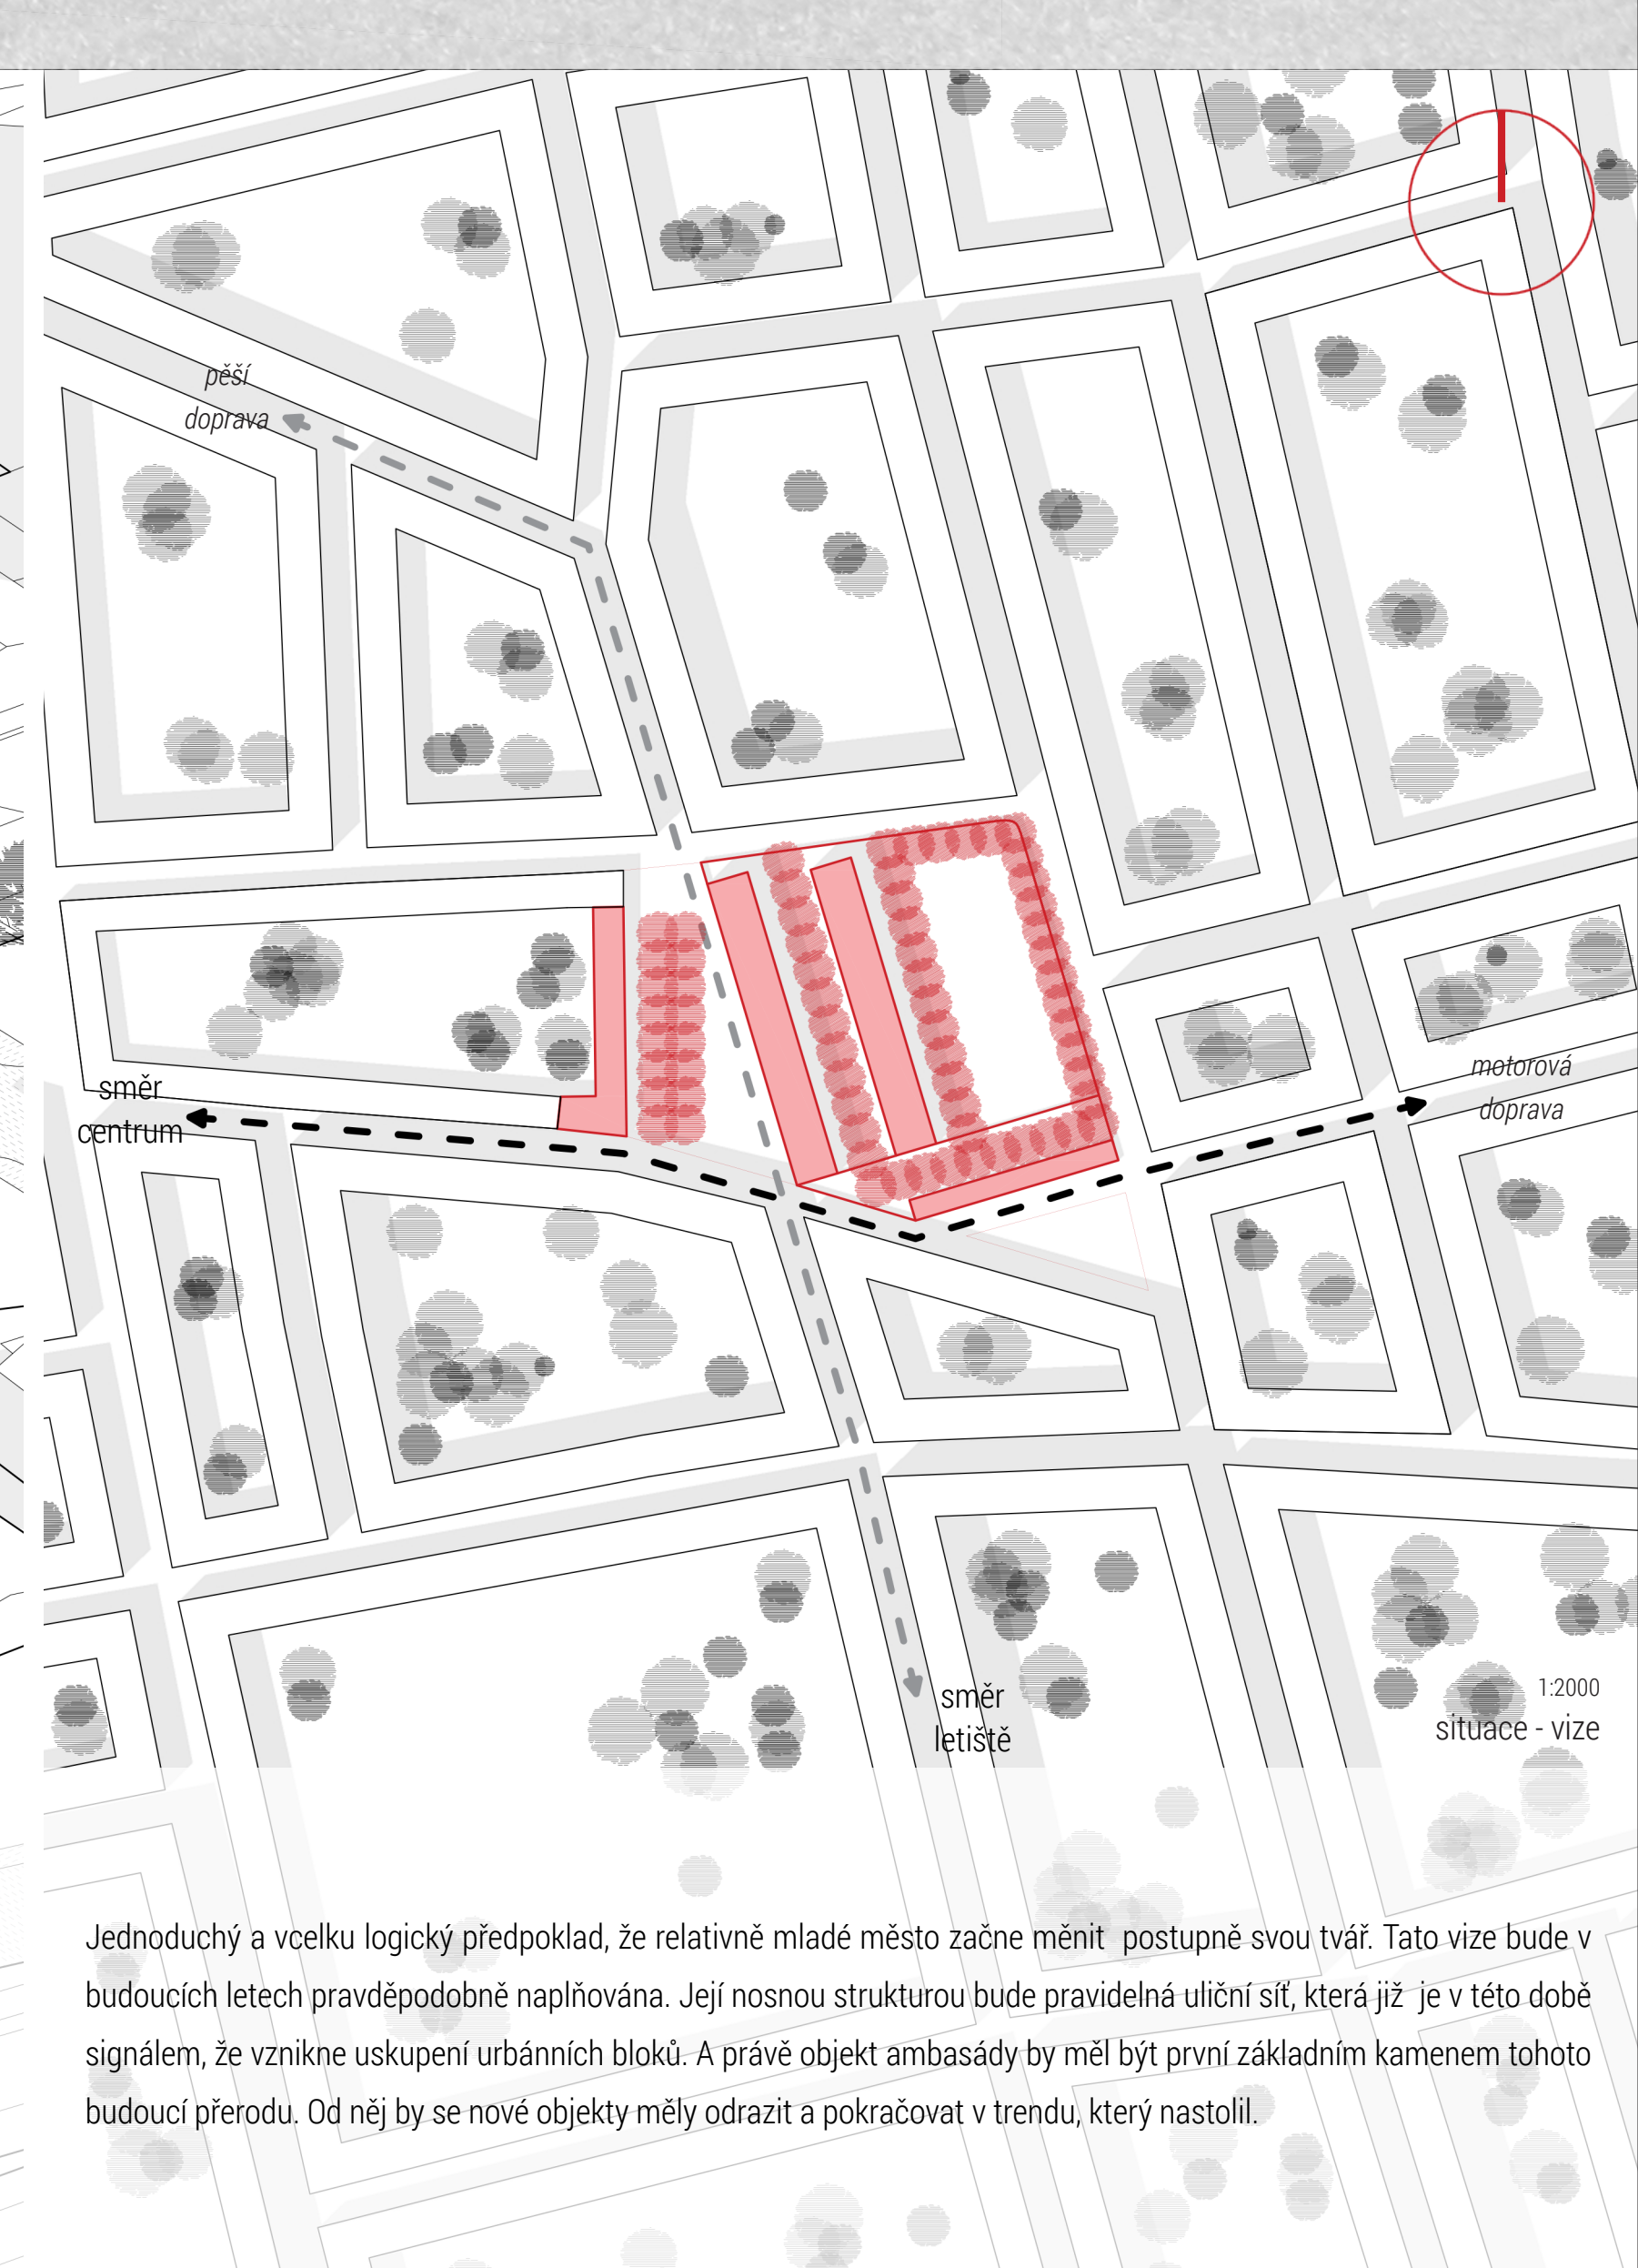 pěší
doprava
směr
centrum
motorová
doprava
směr
letiště
1:2000
situace - vize
Jednoduchý a vcelku logický předpoklad, že relativně mladé město začne měnit  postupně svou tvář. Tato vize bude v
budoucích letech pravděpodobně naplňována. Její nosnou strukturou bude pravidelná uliční síť, která již  je v této době
signálem, že vznikne uskupení urbánních bloků. A právě objekt ambasády by měl být první základním kamenem tohoto
budoucí přerodu. Od něj by se nové objekty měly odrazit a pokračovat v trendu, který nastolil.